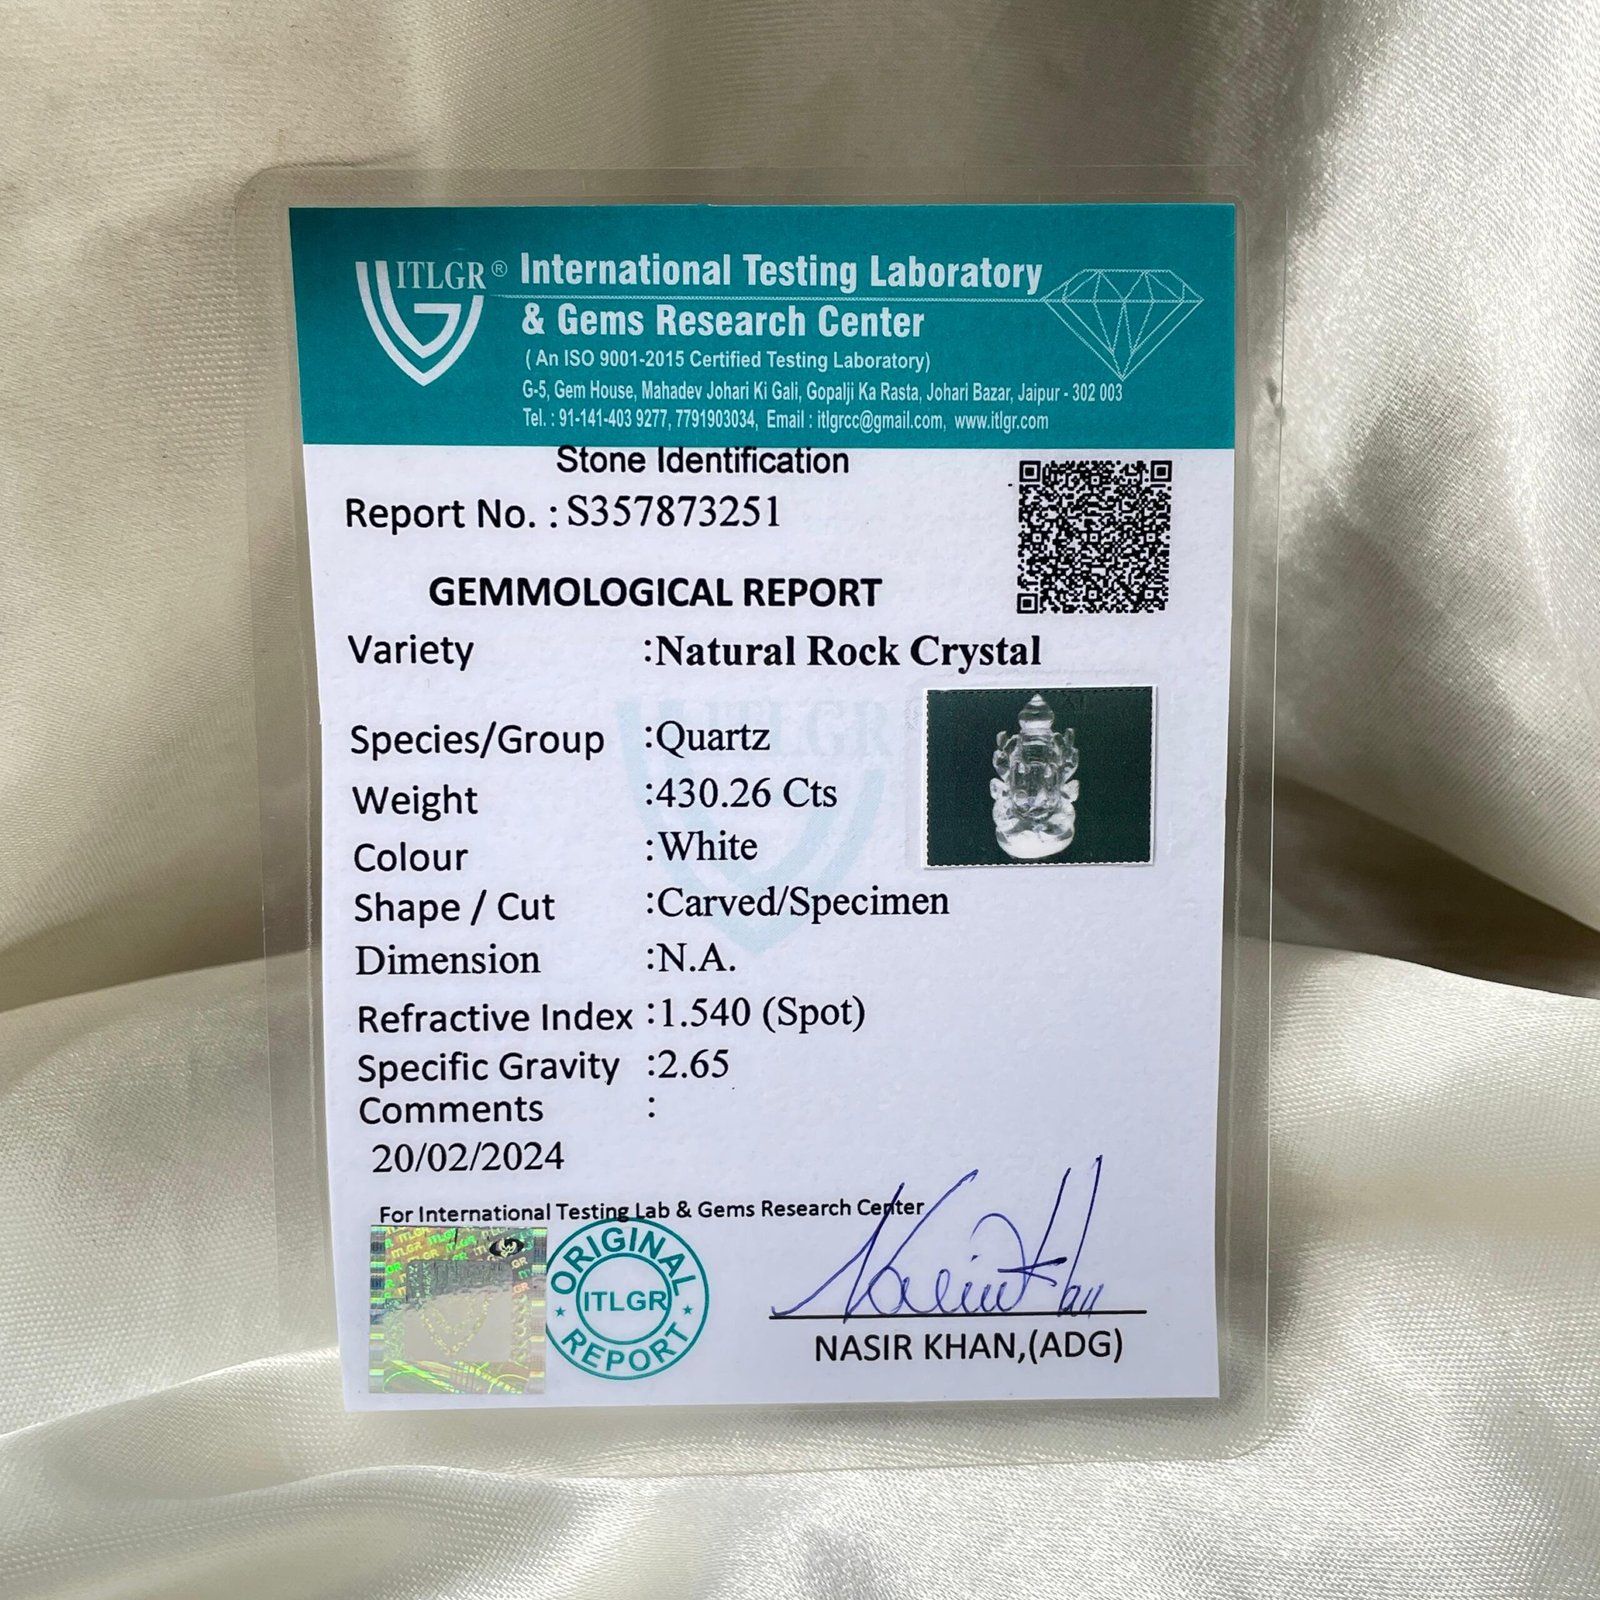 ITLGR® International Testing Laboratory
& Gems Research Center
( An ISO 9001-2015 Certified Testing Laboratory)
G-5, Gem House, Mahadev Johari Ki Gali, Gopalji Ka Rasta, Johari Bazar, Jaipur - 302 003
Tel. : 91-141-403 9277, 7791903034, Email : itlgrcc@gmail.com, www.itlgr.com
Stone Identification
Report No. : S357873251
GEMMOLOGICAL REPORT
Variety :Natural Rock Crystal
ITLGR
Species/Group :Quartz
Weight :430.26 Cts
Colour :White
Shape / Cut :Carved/Specimen
Dimension :N.A.
Refractive Index :1.540 (Spot)
Specific Gravity :2.65
Comments :
20/02/2024
For International Testing Lab & Gems Research Center
ORIGINAL
ITLGR
REPORT
NASIR KHAN,(ADG)